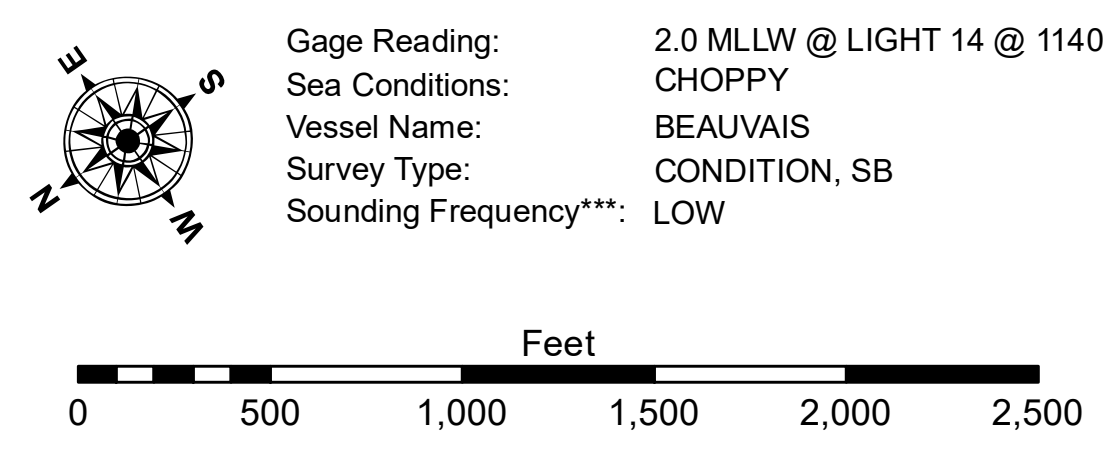 E
S
N
W
Gage Reading: 2.0 MLLW @ LIGHT 14 @ 1140
Sea Conditions: CHOPPY
Vessel Name: BEAUVAIS
Survey Type: CONDITION, SB
Sounding Frequency***: LOW
Feet
0 500 1,000 1,500 2,000 2,500